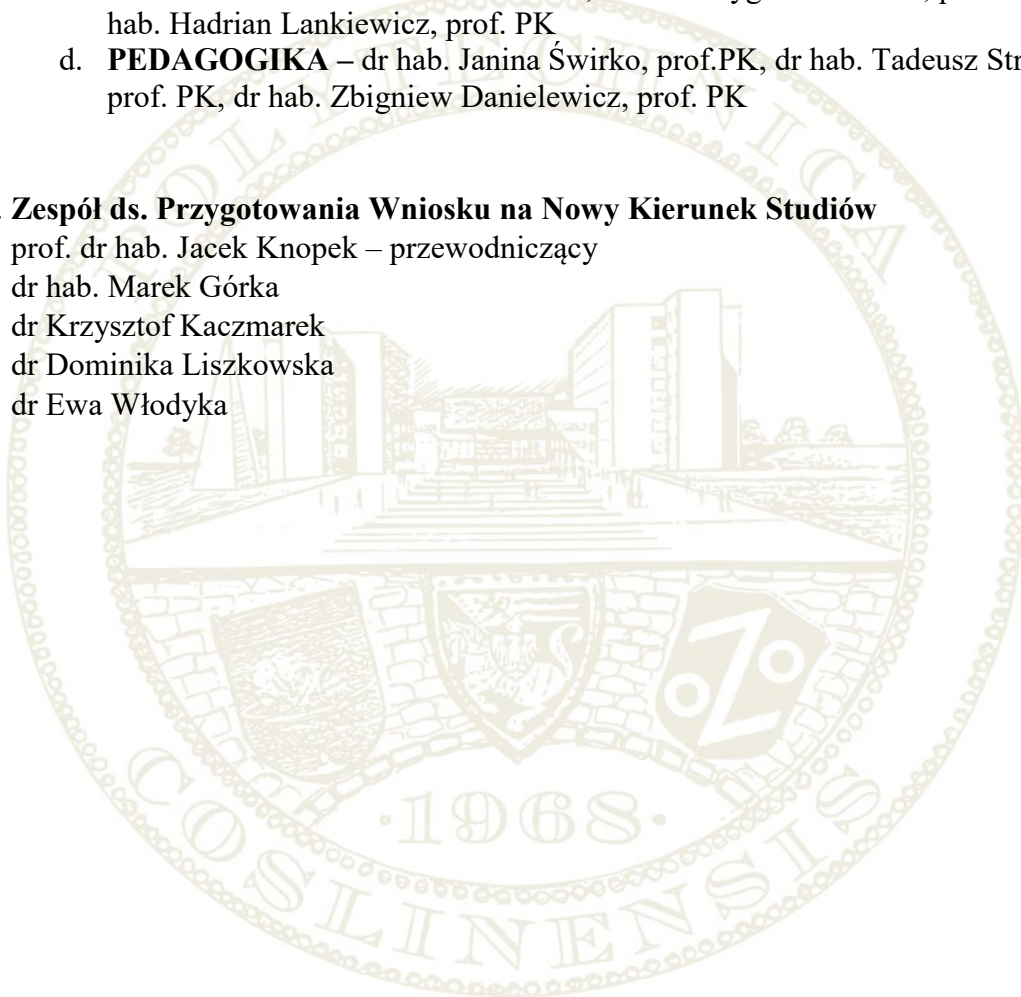 hab. Hadrian Lankiewicz, prof. PK
d. PEDAGOGIKA – dr hab. Janina Świrko, prof.PK, dr hab. Tadeusz
prof. PK, dr hab. Zbigniew Danielewicz, prof. PK
Zespół ds. Przygotowania Wniosku na Nowy Kierunek Studiów
prof. dr hab. Jacek Knopek – przewodniczący
dr hab. Marek Górka
dr Krzysztof Kaczmarek
dr Dominika Liszkowska
dr Ewa Włodyka
POLITECHNICA
·1968·
COSLINENSIS